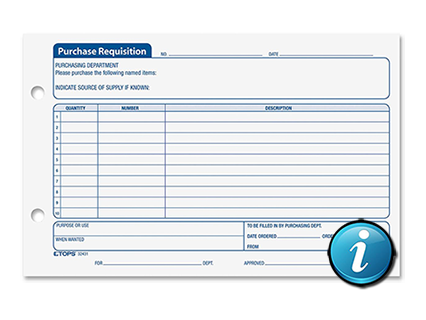 Purchase Requisition NO. DATE
PURCHASING DEPARTMENT
Please purchase the following named items:
INDICATE SOURCE OF SUPPLY IF KNOWN:
QUANTITY NUMBER DESCRIPTION
1
2
3
4
5
6
7
8
9
10
PURPOSE OR USE TO BE FILLED IN BY PURCHASING DEPT.
DATE ORDERED ORDE
WHEN WANTED
FROM
TOPS 32431
FOR DEPT. APPROVED
i